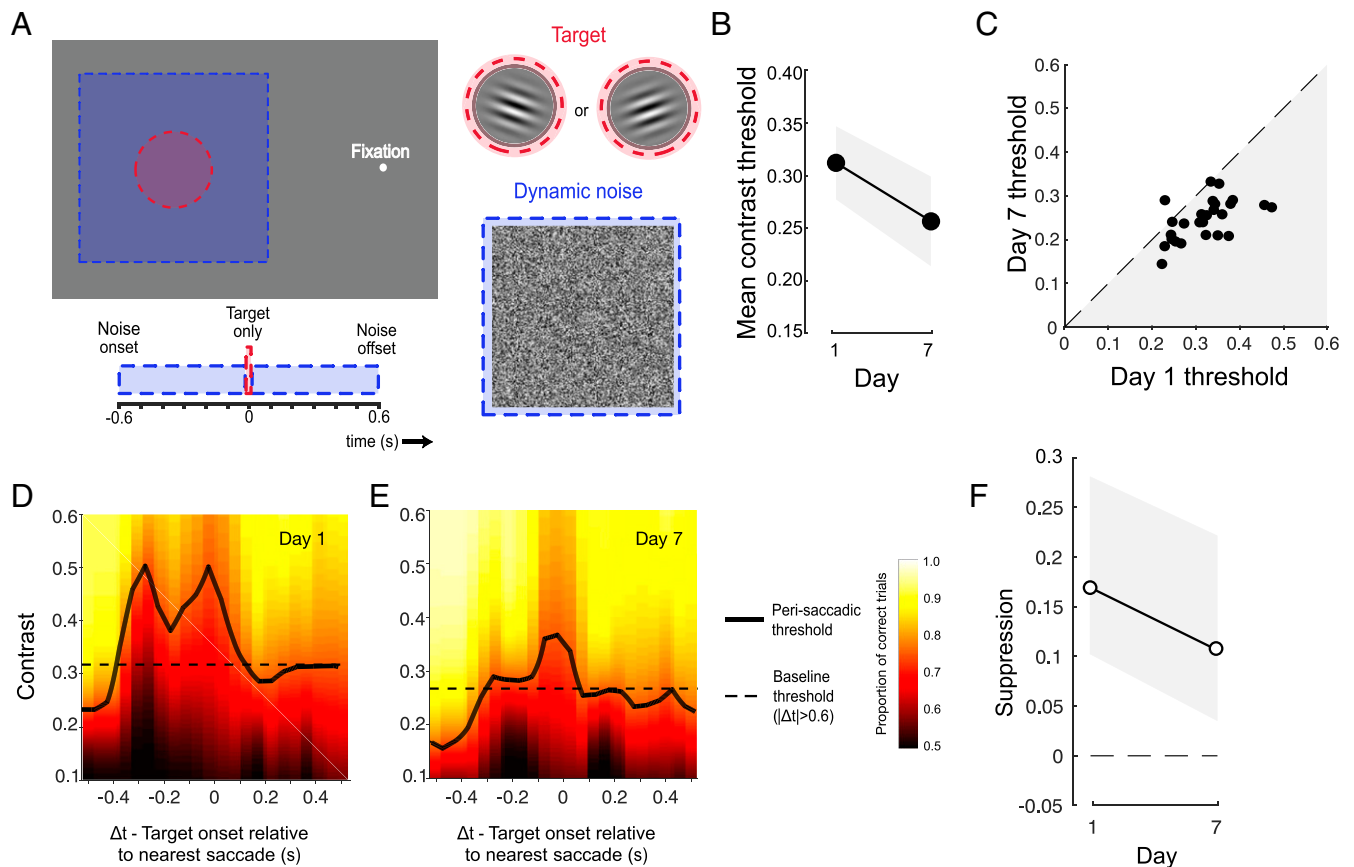 A
Fixation
Noise
onset
Target
only
Noise
offset
-0.6
0
0.6
time (s)
Target
or
Dynamic noise
B
Mean contrast threshold
0.40
0.35
0.30
0.25
0.20
0.15
1
7
Day
C
Day 7 threshold
0.6
0.5
0.4
0.3
0.2
0.1
0
0
0.1
0.2
0.3
0.4
0.5
0.6
Day 1 threshold
D
Contrast
0.6
0.5
0.4
0.3
0.2
0.1
Day 1
-0.4
-0.2
0
0.2
0.4
Δt - Target onset relative
to nearest saccade (s)
E
0.6
0.5
0.4
0.3
0.2
0.1
Day 7
-0.4
-0.2
0
0.2
0.4
Δt - Target onset relative
to nearest saccade (s)
Peri-saccadic
threshold
Baseline
threshold
(|Δt|>0.6)
Proportion of correct trials
1.0
0.9
0.8
0.7
0.6
0.5
F
Suppression
0.3
0.2
0.15
0.1
0.05
0
-0.05
1
7
Day